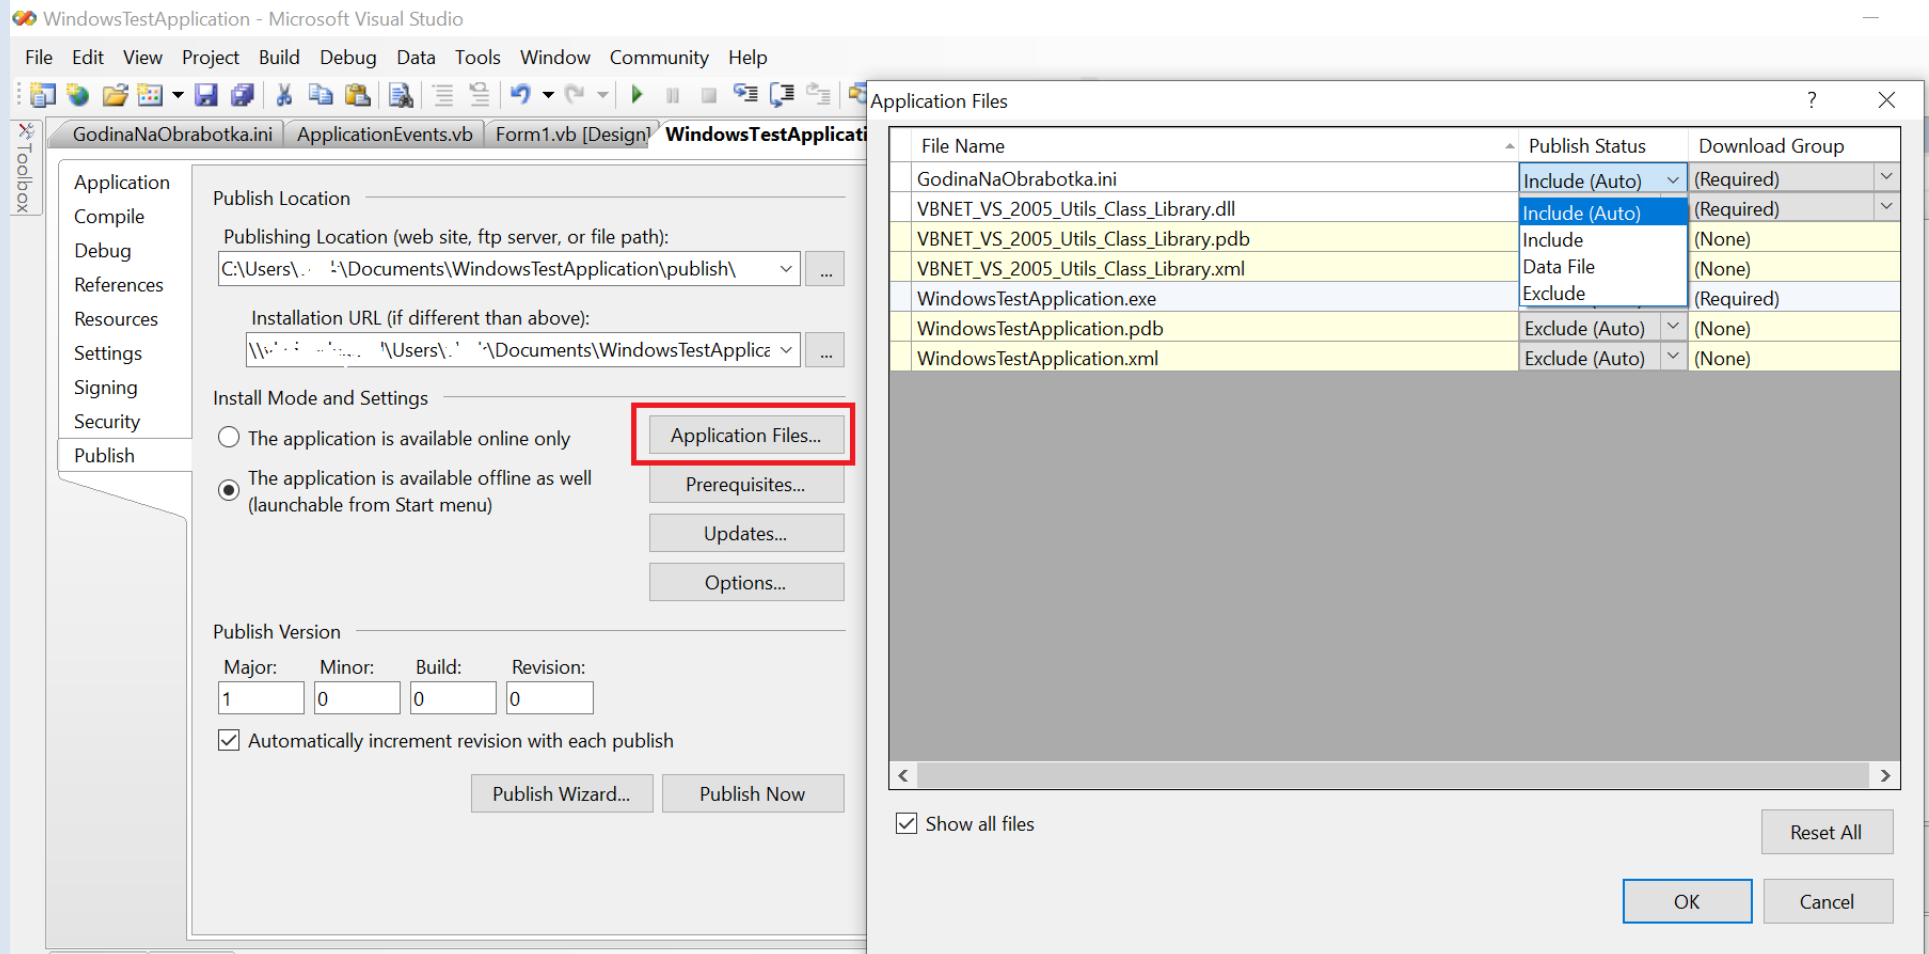 WindowsTestApplication - Microsoft Visual Studio
File Edit View Project Build Debug Data Tools Window Community Help
Toolbox
GodinaNaObrabotka.ini ApplicationEvents.vb Form1.vb [Design] WindowsTestApplicati
Application
Compile
Debug
References
Resources
Settings
Signing
Security
Publish
Publish Location
Publishing Location (web site, ftp server, or file path):
C:\Users\ \Documents\WindowsTestApplication\publish\
...
Installation URL (if different than above):
\\ \Users\ \Documents\WindowsTestApplica
...
Install Mode and Settings
The application is available online only
The application is available offline as well
(launchable from Start menu)
Application Files...
Prerequisites...
Updates...
Options...
Publish Version
Major: Minor: Build: Revision:
1 0 0 0
Automatically increment revision with each publish
Publish Wizard... Publish Now
Application Files ?
File Name Publish Status Download Group
GodinaNaObrabotka.ini Include (Auto) (Required)
VBNET_VS_2005_Utils_Class_Library.dll (Required)
VBNET_VS_2005_Utils_Class_Library.pdb (None)
VBNET_VS_2005_Utils_Class_Library.xml (None)
WindowsTestApplication.exe (Required)
WindowsTestApplication.pdb Exclude (Auto) (None)
WindowsTestApplication.xml Exclude (Auto) (None)
Include (Auto)
Include
Data File
Exclude
Show all files
Reset All
OK Cancel